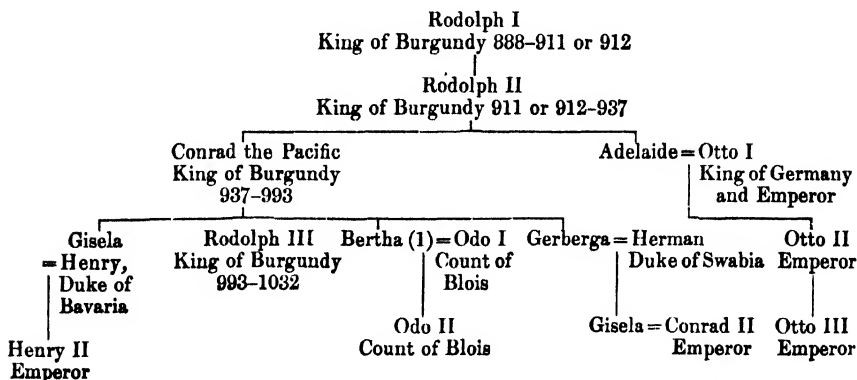 Rodolph I
King of Burgundy 888–911 or 912
Rodolph II
King of Burgundy 911 or 912–937
Conrad the Pacific
King of Burgundy
937–993
Adelaide = Otto I
King of Germany
and Emperor
Gisela
= Henry,
Duke of
Bavaria
Rodolph III
King of Burgundy
993–1032
Bertha (1) = Odo I
Count of
Blois
Gerberga = Herman
Duke of Swabia
Otto II
Emperor
Henry II
Emperor
Odo II
Count of Blois
Gisela = Conrad II
Emperor
Otto III
Emperor